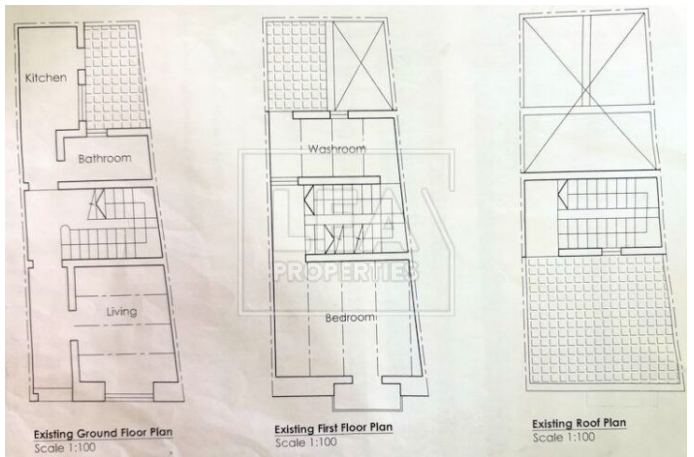 Kitchen
Bathroom
Living
Existing Ground Floor Plan
Scale 1:100
Washroom
LEA
PROPERTIES
Bedroom
Existing First Floor Plan
Scale 1:100
Existing Roof Plan
Scale 1:100